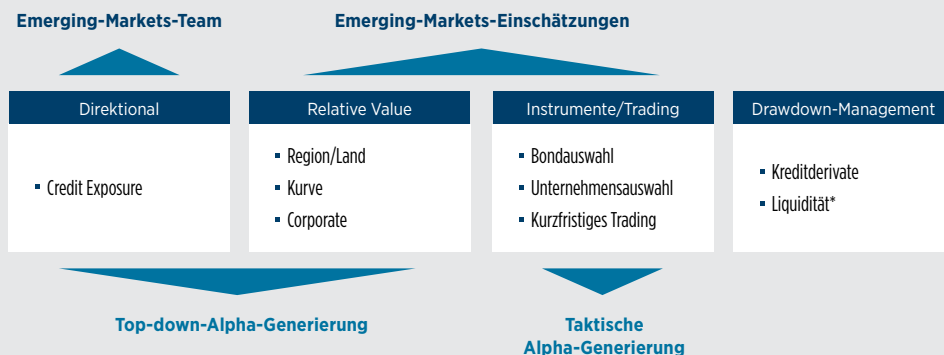 Emerging-Markets-Team
Emerging-Markets-Einschätzungen
Direktional
Credit Exposure
Relative Value
Region/Land
Kurve
Corporate
Instrumente/Trading
Bondauswahl
Unternehmensauswahl
Kurzfristiges Trading
Drawdown-Management
Kreditderivate
Liquidität*
Top-down-Alpha-Generierung
Taktische
Alpha-Generierung